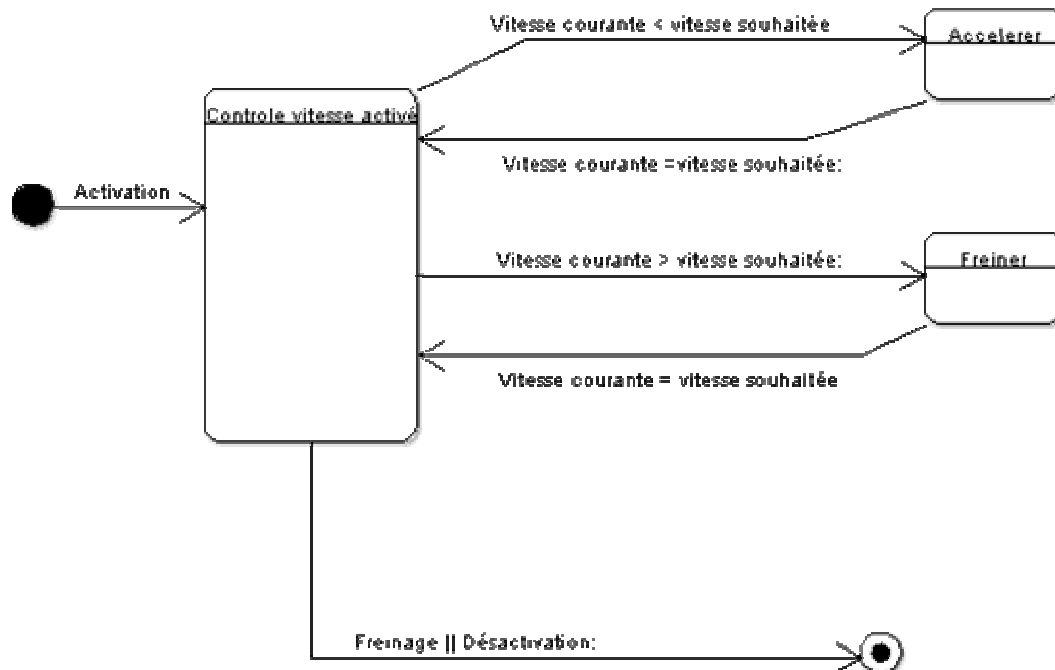 Vitesse courante < vitesse souhaitée
Accelerer
Controle vitesse activé
Vitesse courante =vitesse souhaitée:
Activation
Vitesse courante > vitesse souhaitée:
Freiner
Vitesse courante = vitesse souhaitée
Freinage || Désactivation: